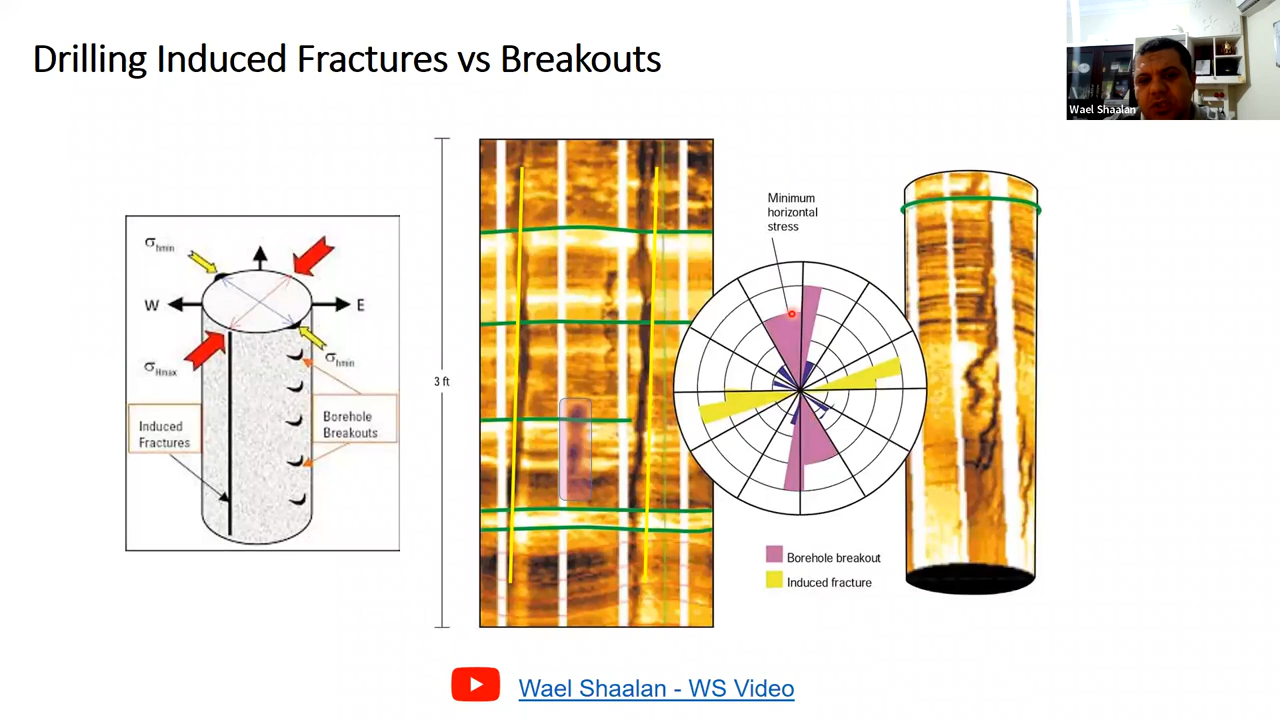 Drilling Induced Fractures vs Breakouts
Wael Shaalan
σhmin
W
E
σHmax
σhmin
Induced
Fractures
Borehole
Breakouts
3 ft
Minimum
horizontal
stress
Borehole breakout
Induced fracture
Wael Shaalan - WS Video